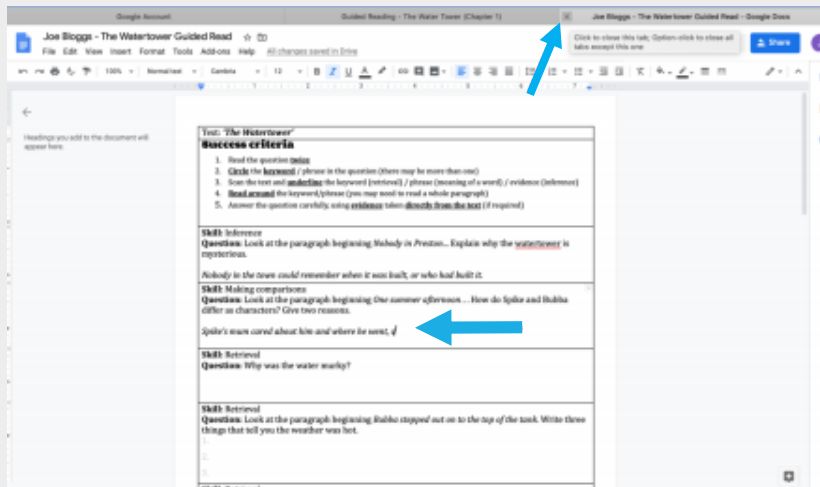 Google Account
Guided Reading - The Water Tower (Chapter 1)
Joe Bloggs - The Watertower Guided Read - Google Docs
Joe Bloggs - The Watertower Guided Read
Click to close this tab; Option-click to close all
tabs except this one
Share
File Edit View Insert Format Tools Add-ons Help All changes saved in Drive
100% Normal text Cambria 12 B I U A
Headings you add to the document will
appear here.
Text: 'The Watertower'
Success criteria
1. Read the question twice
2. Circle the keyword / phrase in the question (there may be more than one)
3. Scan the text and underline the keyword (retrieval) / phrase (meaning of a word) / evidence (inference)
4. Read around the keyword/phrase (you may need to read a whole paragraph)
5. Answer the question carefully, using evidence taken directly from the text (if required)
Skill: Inference
Question: Look at the paragraph beginning Nobody in Preston... Explain why the watertower is
mysterious.
Nobody in the town could remember when it was built, or who had built it.
Skill: Making comparisons
Question: Look at the paragraph beginning One summer afternoon . . . How do Spike and Bubba
differ as characters? Give two reasons.
Spike's mum cared about him and where he went,
Skill: Retrieval
Question: Why was the water murky?
Skill: Retrieval
Question: Look at the paragraph beginning Bubba stepped out on to the top of the tank. Write three
things that tell you the weather was hot.
1.
2.
3.